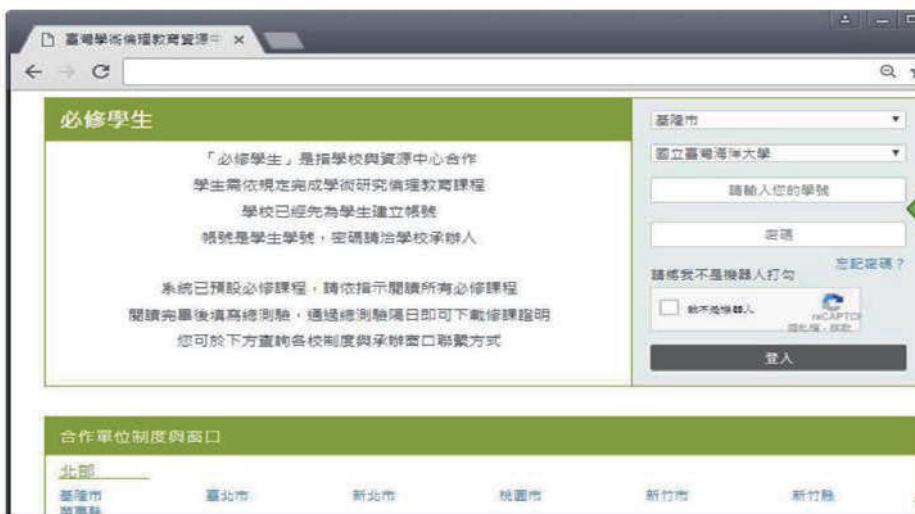 臺灣學術倫理教育資源中
必修學生
「必修學生」是指學校與資源中心合作
學生需依規定完成學術研究倫理教育課程
學校已經先為學生建立帳號
帳號是學生學號，密碼請洽學校承辦人
系統已預設必修課程，請依指示閱讀所有必修課程
閱讀完畢後填寫總測驗，通過總測驗隔日即可下載修課證明
您可於下方查詢各校制度與承辦窗口聯繫方式
基隆市
國立臺灣海洋大學
請輸入您的學號
密碼
忘記密碼？
請將我不是機器人打勾
我不是機器人
reCAPTCH
隱私權 - 條款
登入
合作單位制度與窗口
北部
基隆市 臺北市 新北市 桃園市 新竹市 新竹縣
苗栗縣